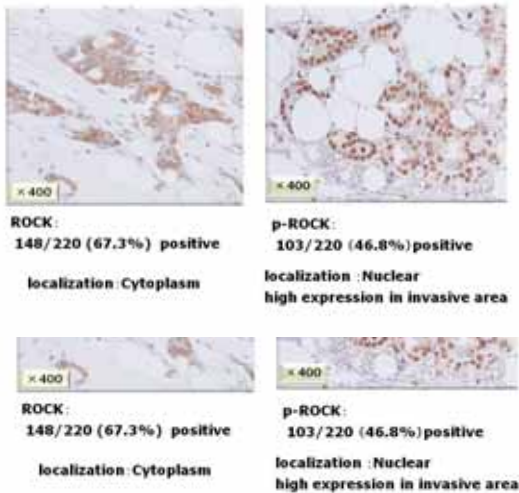 × 400
× 400
ROCK:
148/220 (67.3%) positive
localization:Cytoplasm
p-ROCK:
103/220 (46.8%)positive
localization :Nuclear
high expression in invasive area
× 400
× 400
ROCK:
148/220 (67.3%) positive
localization:Cytoplasm
p-ROCK:
103/220 (46.8%)positive
localization :Nuclear
high expression in invasive area